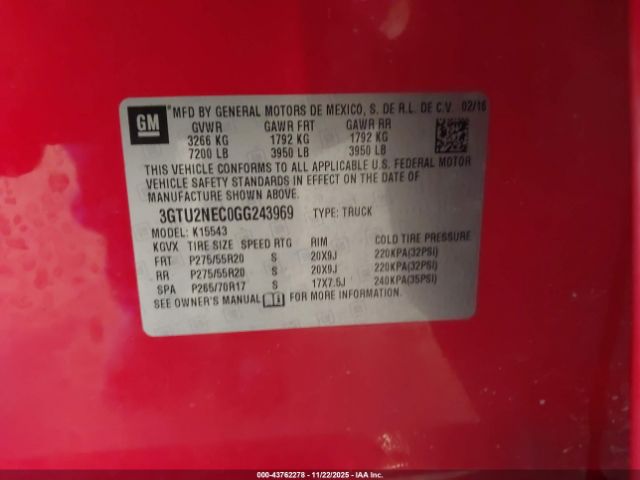 GM
MFD BY GENERAL MOTORS DE MEXICO, S. DE R.L. DE C.V. 02/16
GVWR GAWR FRT GAWR RR
3266 KG 1792 KG 1792 KG
7200 LB 3950 LB 3950 LB
THIS VEHICLE CONFORMS TO ALL APPLICABLE U.S. FEDERAL MOTOR
VEHICLE SAFETY STANDARDS IN EFFECT ON THE DATE OF
MANUFACTURE SHOWN ABOVE.
3GTU2NEC0GG243969 TYPE: TRUCK
MODEL: K15543
KGVX TIRE SIZE SPEED RTG RIM COLD TIRE PRESSURE
FRT P275/55R20 S 20X9J 220KPA(32PSI)
RR P275/55R20 S 20X9J 220KPA(32PSI)
SPA P265/70R17 S 17X7.5J 240KPA(35PSI)
SEE OWNER'S MANUAL FOR MORE INFORMATION.
000-43762278 - 11/22/2025 - IAA Inc.